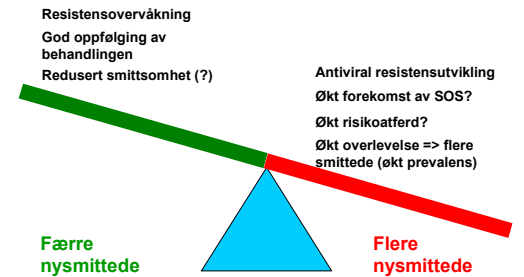 Resistensovervåkning
God oppfølging av
behandlingen
Redusert smittsomhet (?)
Antiviral resistensutvikling
Økt forekomst av SOS?
Økt risikoatferd?
Økt overlevelse => flere
smittede (økt prevalens)
Færre
nysmittede
Flere
nysmittede